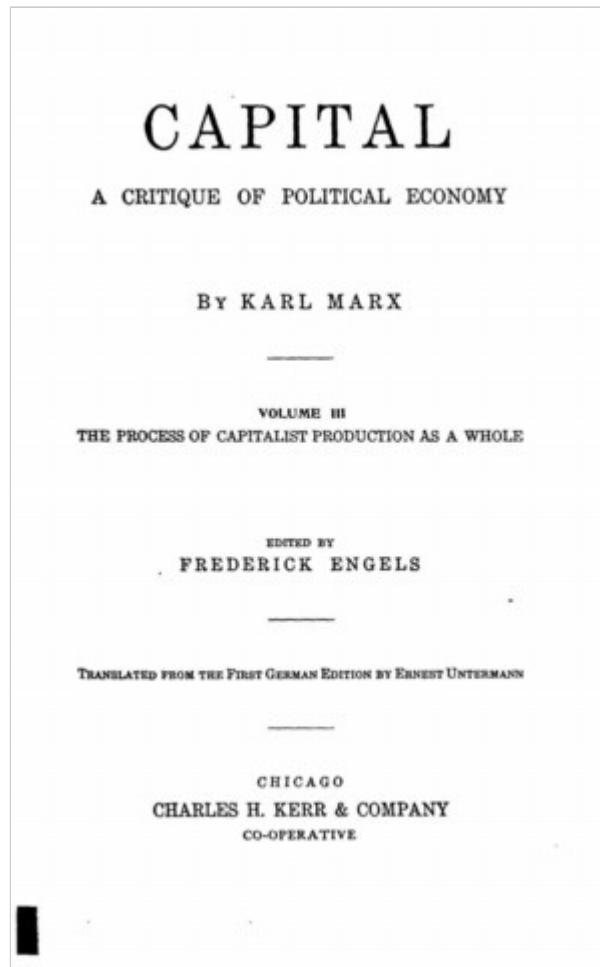 CAPITAL
A CRITIQUE OF POLITICAL ECONOMY
By KARL MARX
VOLUME III
THE PROCESS OF CAPITALIST PRODUCTION AS A WHOLE
EDITED BY
FREDERICK ENGELS
Translated from the First German Edition by Ernest Untermann
CHICAGO
CHARLES H. KERR & COMPANY
CO-OPERATIVE